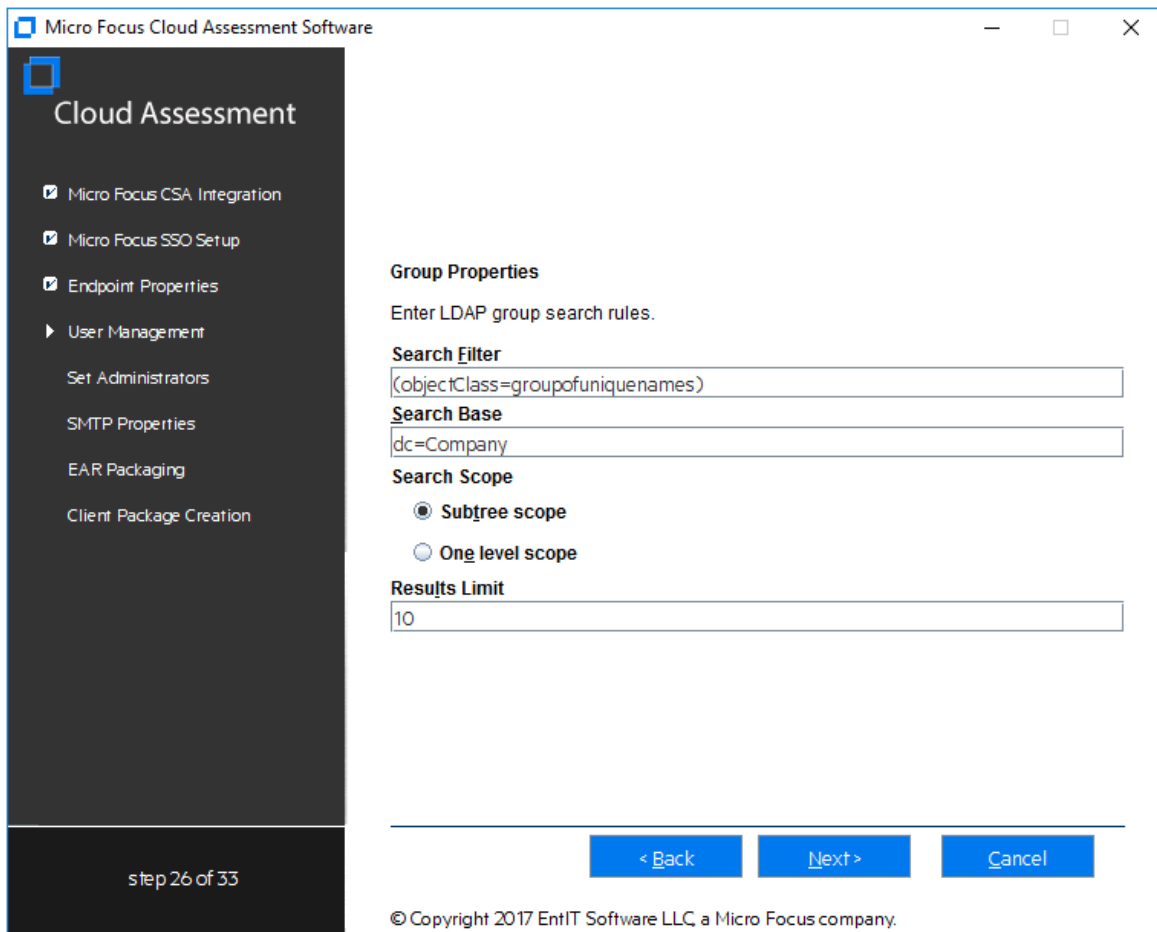 Micro Focus Cloud Assessment Software
Cloud Assessment
Micro Focus CSA Integration
Micro Focus SSO Setup
Endpoint Properties
User Management
Set Administrators
SMTP Properties
EAR Packaging
Client Package Creation
step 26 of 33
Group Properties
Enter LDAP group search rules.
Search Filter
(objectClass=groupofuniquenames)
Search Base
dc=Company
Search Scope
Subtree scope
One level scope
Results Limit
10
< Back Next > Cancel
© Copyright 2017 EntIT Software LLC, a Micro Focus company.